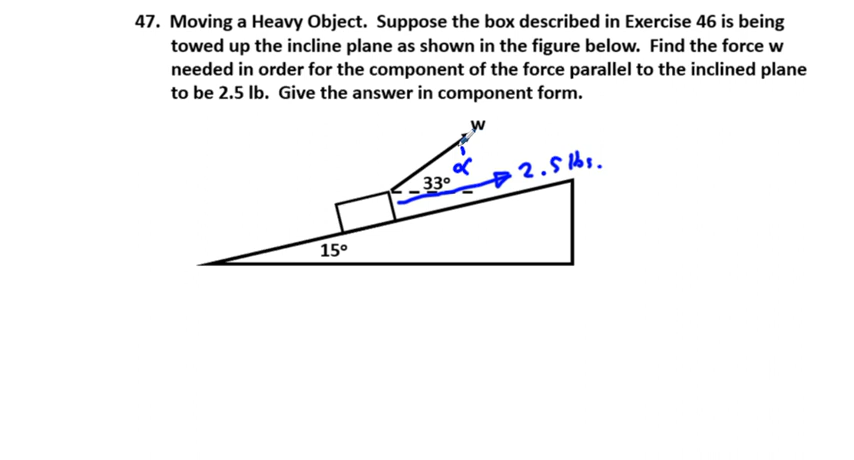 47. Moving a Heavy Object. Suppose the box described in Exercise 46 is being
towed up the incline plane as shown in the figure below. Find the force w
needed in order for the component of the force parallel to the inclined plane
to be 2.5 lb. Give the answer in component form.
w
α
2.5 lbs.
33°
15°